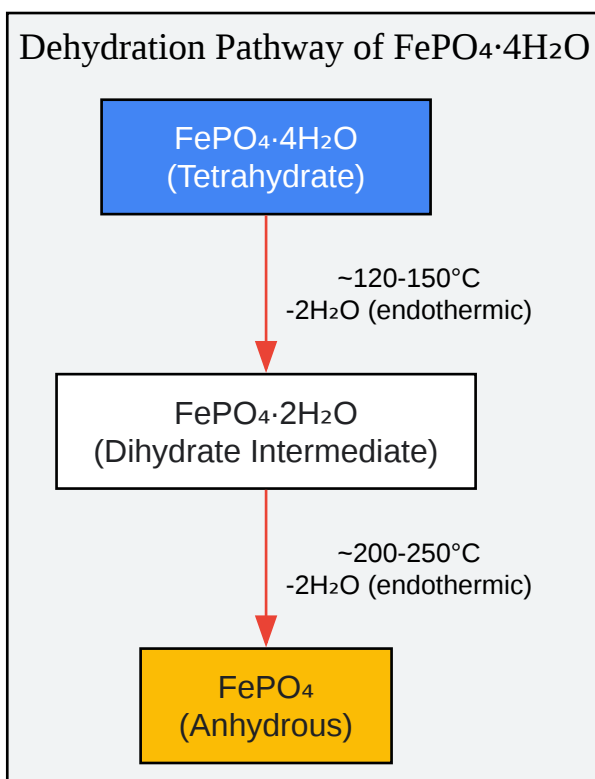 Dehydration Pathway of FePO₄·4H₂O
FePO₄·4H₂O
(Tetrahydrate)
~120-150°C
-2H₂O (endothermic)
FePO₄·2H₂O
(Dihydrate Intermediate)
~200-250°C
-2H₂O (endothermic)
FePO₄
(Anhydrous)